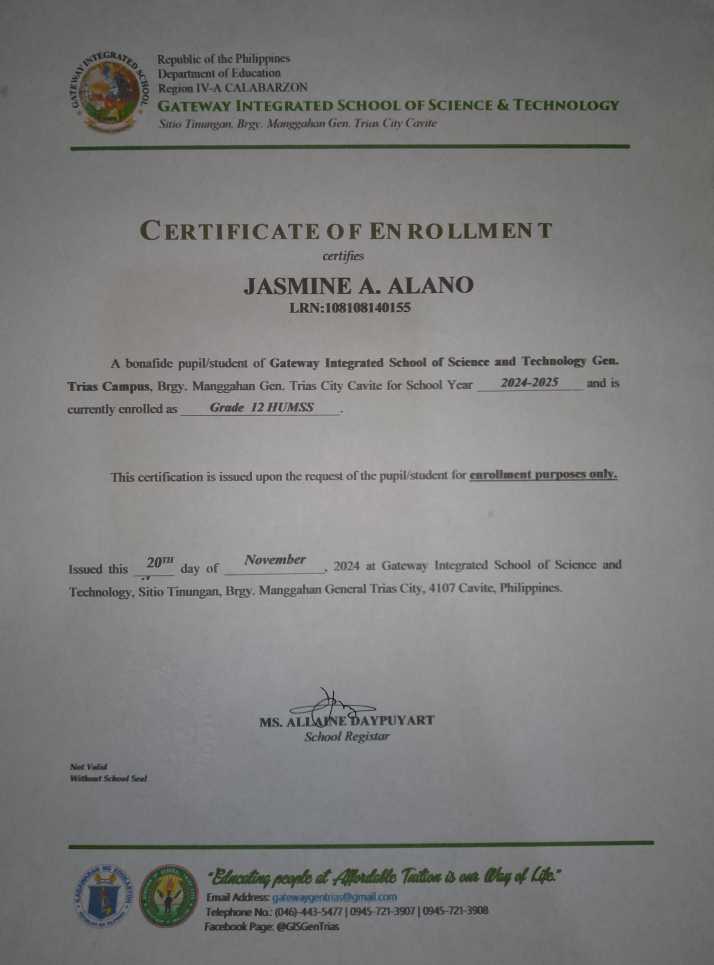 GATEWAY INTEGRATED SCHOOL
Republic of the Philippines
Department of Education
Region IV-A CALABARZON
GATEWAY INTEGRATED SCHOOL OF SCIENCE & TECHNOLOGY
Sitio Tinungan, Brgy. Manggahan Gen. Trias City Cavite
CERTIFICATE OF ENROLLMENT
certifies
JASMINE A. ALANO
LRN:108108140155
A bonafide pupil/student of Gateway Integrated School of Science and Technology Gen.
Trias Campus, Brgy. Manggahan Gen. Trias City Cavite for School Year 2024-2025 and is
currently enrolled as Grade 12 HUMSS.
This certification is issued upon the request of the pupil/student for enrollment purposes only.
Issued this 20TH day of November, 2024 at Gateway Integrated School of Science and
Technology, Sitio Tinungan, Brgy. Manggahan General Trias City, 4107 Cavite, Philippines.
MS. ALLAINE DAYPUYART
School Registar
Not Valid
Without School Seal
"Educating people at Affordable Tuition is our Way of Life."
Email Address: gatewaygentrias@gmail.com
Telephone No.: (046)-443-5477 | 0945-721-3907 | 0945-721-3908
Facebook Page: @GISGenTrias